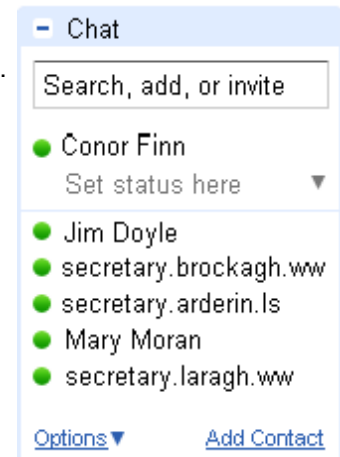 Chat
Search, add, or invite
Conor Finn
Set status here
Jim Doyle
secretary.brockagh.ww
secretary.arderin.ls
Mary Moran
secretary.laragh.ww
Options Add Contact